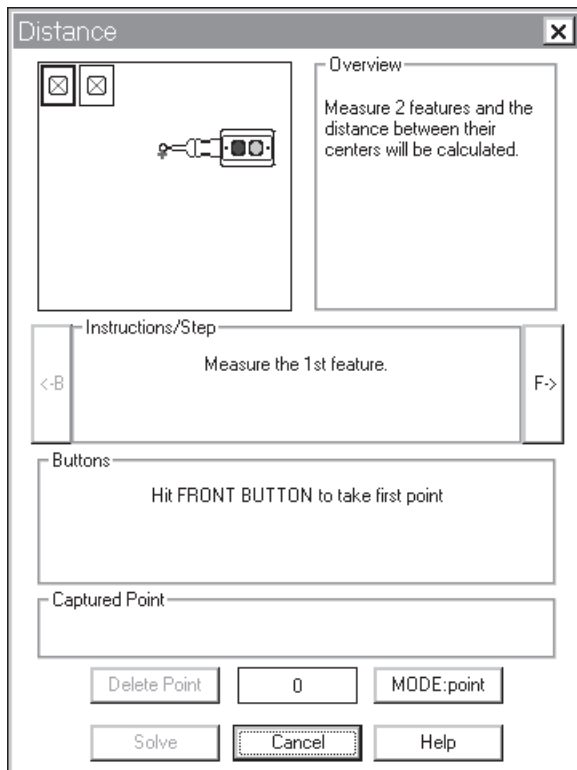 Distance
Overview
Measure 2 features and the
distance between their
centers will be calculated.
Instructions/Step
<-B
Measure the 1st feature.
F->
Buttons
Hit FRONT BUTTON to take first point
Captured Point
Delete Point
0
MODE:point
Solve
Cancel
Help